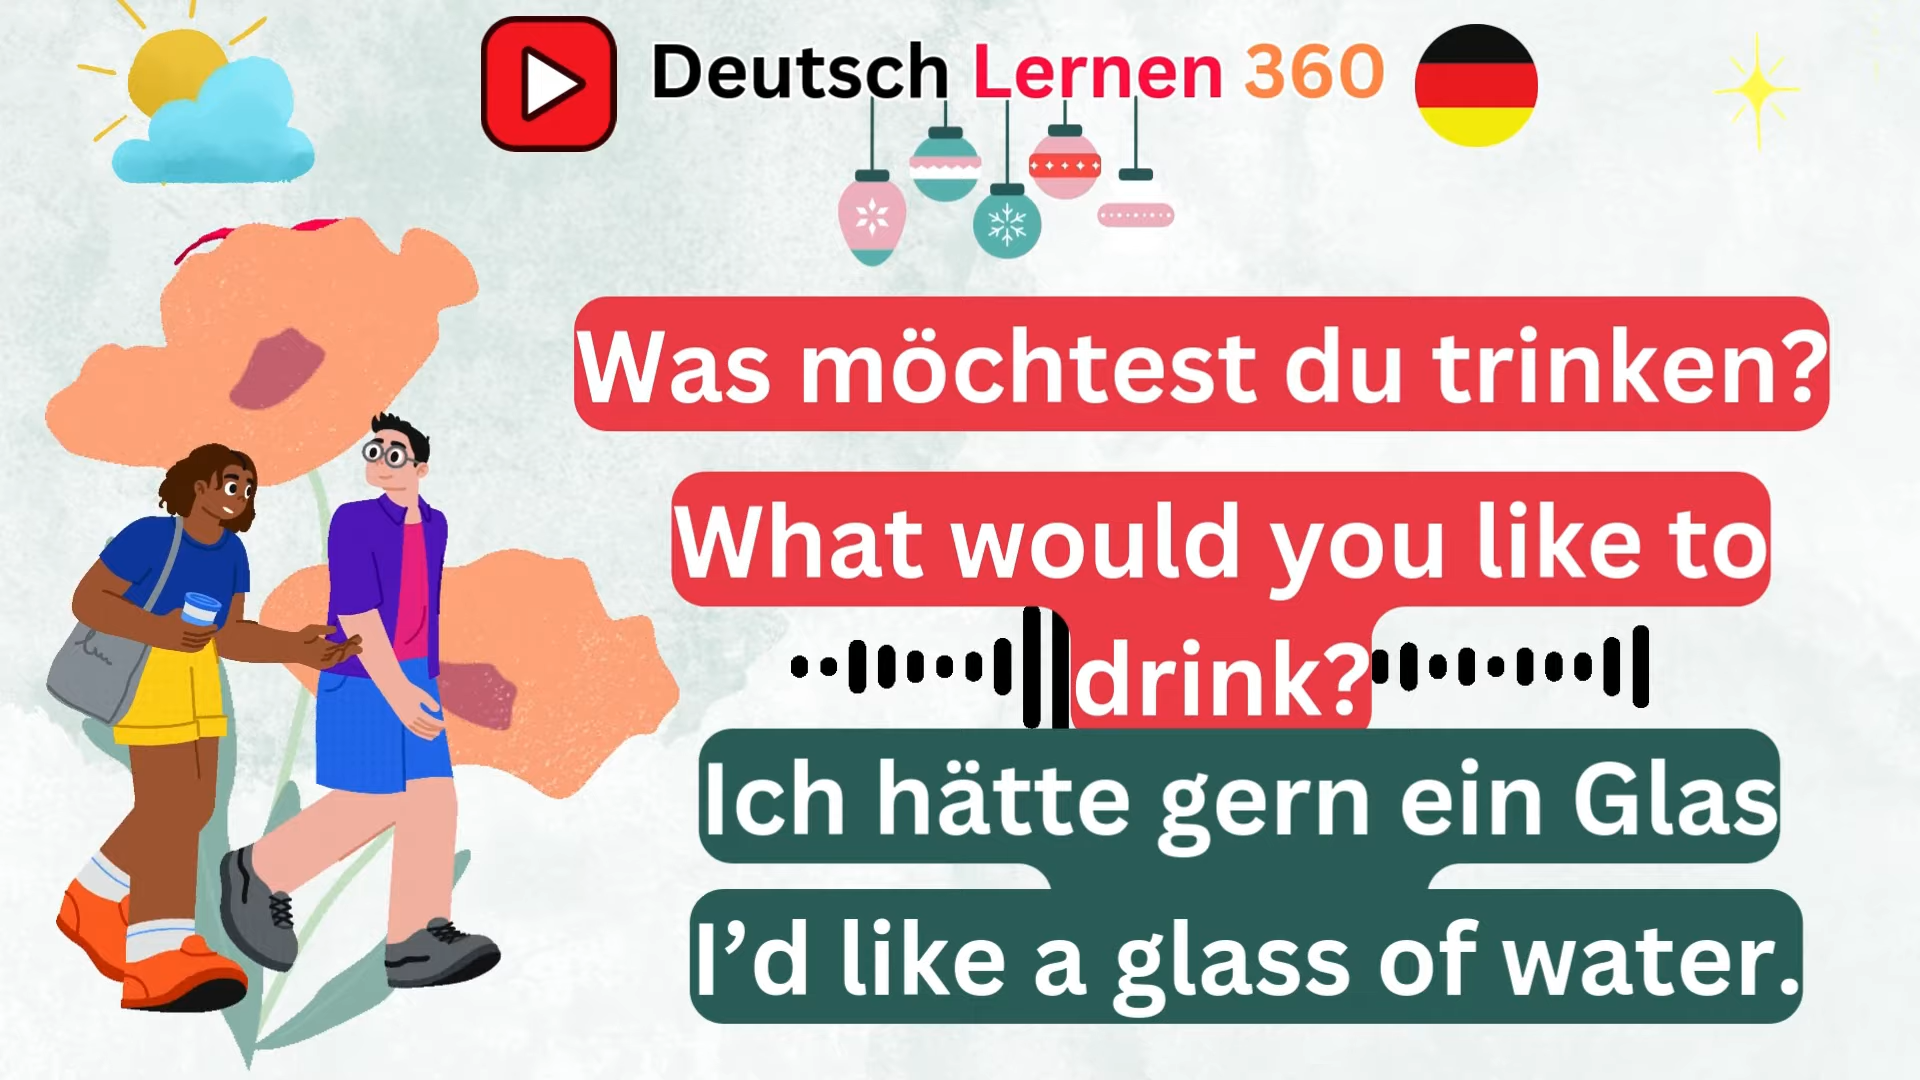 Deutsch Lernen 360
Was möchtest du trinken?
What would you like to
drink?
Ich hätte gern ein Glas
I’d like a glass of water.